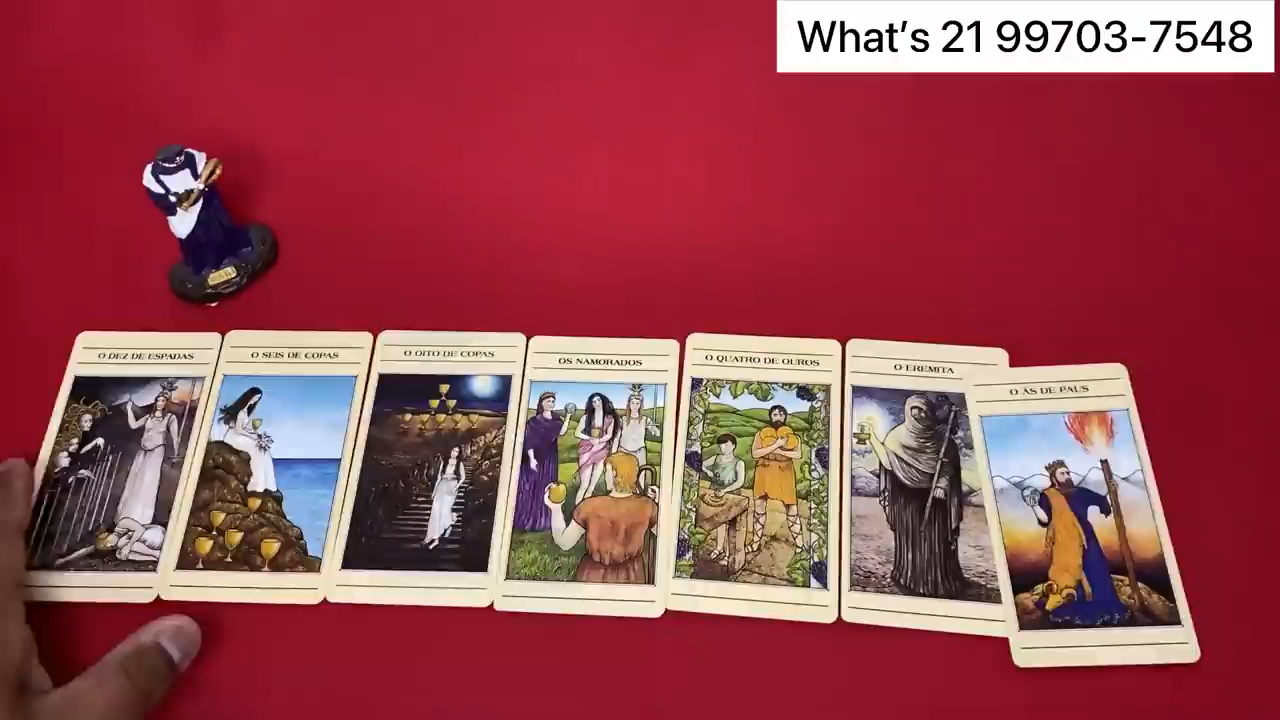 What's 21 99703-7548
O DEZ DE ESPADAS
O SEIS DE COPAS
O OITO DE COPAS
OS NAMORADOS
O QUATRO DE OUROS
O EREMITA
O ÁS DE PAUS